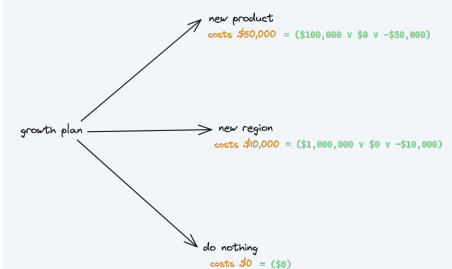 new product
costs $50,000 = ($100,000 v $0 v -$50,000)
growth plan
new region
costs $10,000 = ($1,000,000 v $0 v -$10,000)
do nothing
costs $0 = ($0)